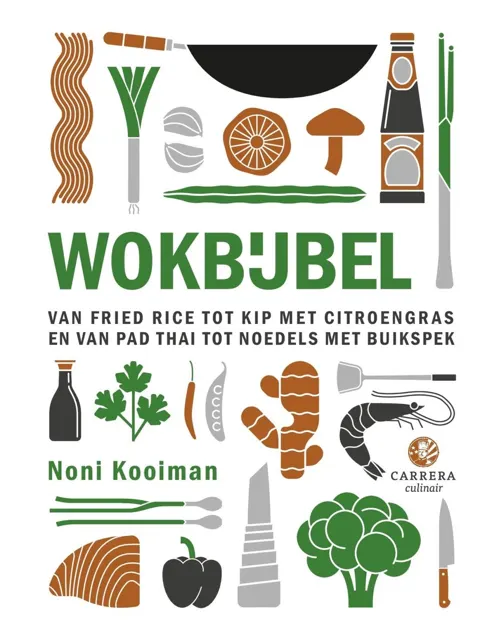 WOKBIJBEL
VAN FRIED RICE TOT KIP MET CITROENGRAS
EN VAN PAD THAI TOT NOEDELS MET BUIKSPEK
Noni Kooiman
CARRERA
culinair